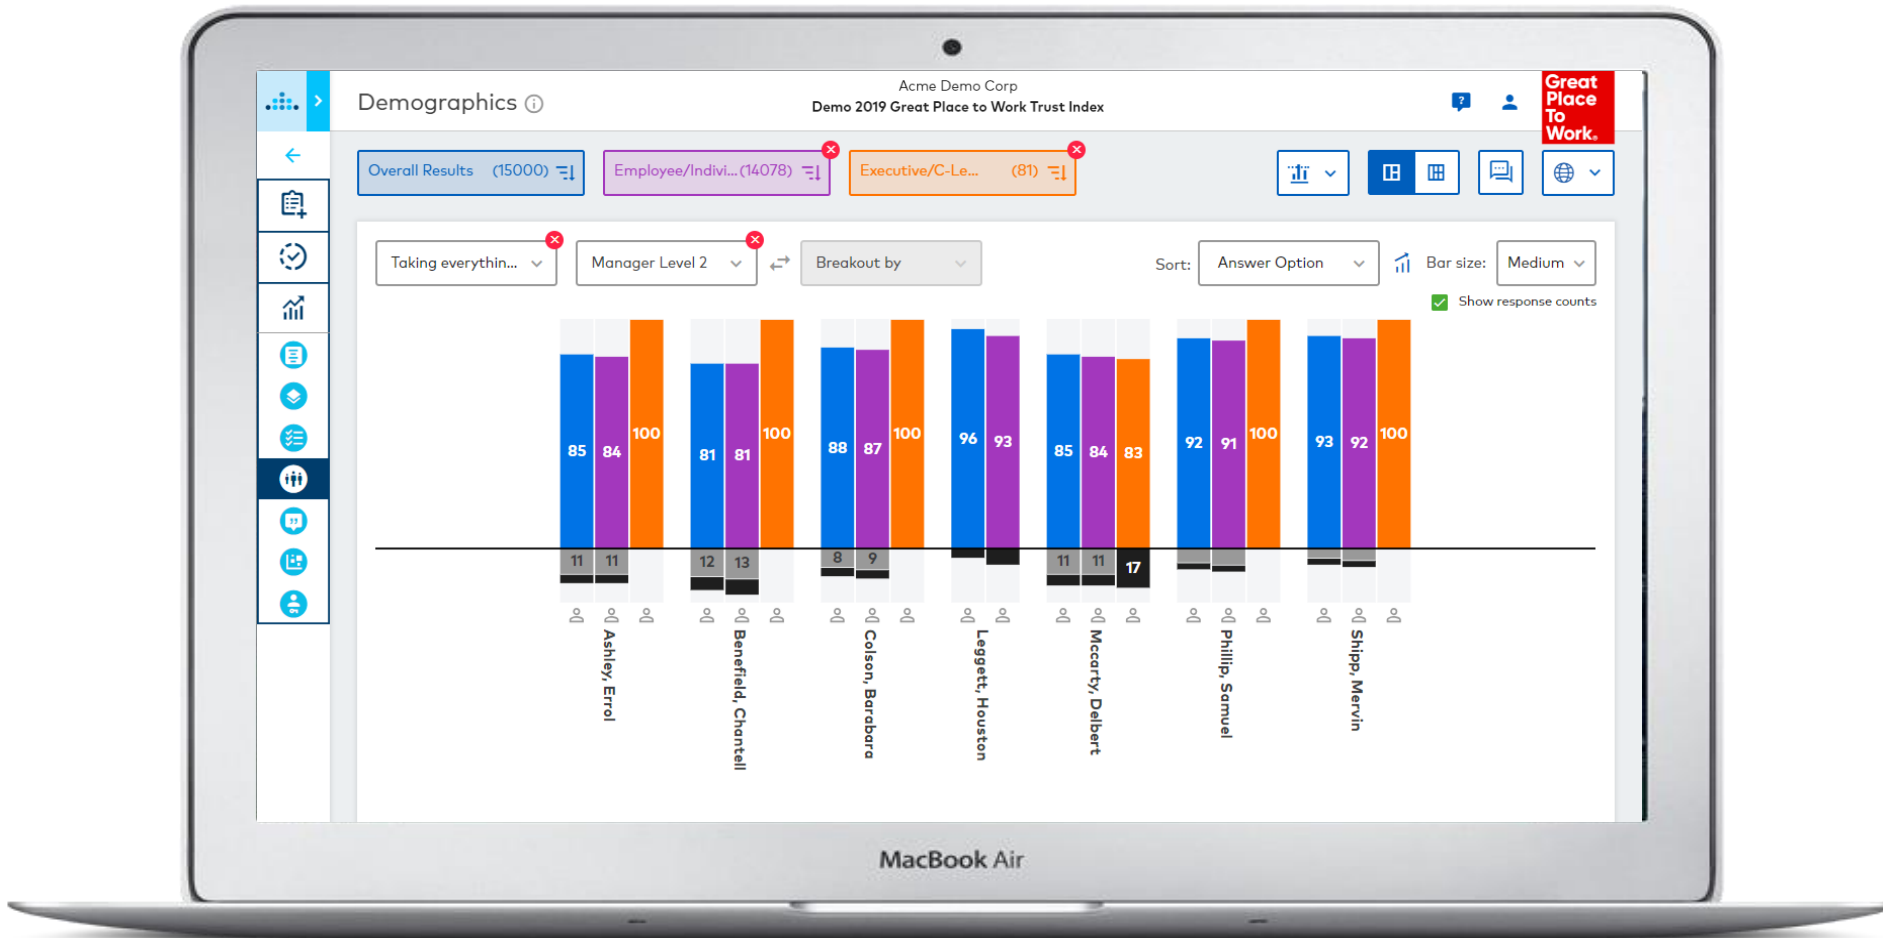 Demographics
Acme Demo Corp
Demo 2019 Great Place to Work Trust Index
Great
Place
To
Work.
Overall Results (15000)
Employee/Indivi...(14078)
Executive/C-Le... (81)
Taking everythin...
Manager Level 2
Breakout by
Sort:
Answer Option
Bar size:
Medium
Show response counts
85 84 100
81 81 100
88 87 100
96 93
85 84 83
92 91 100
93 92 100
11 11
12 13
8 9
11 11 17
Ashley, Errol
Benefield, Chantell
Colson, Barabara
Leggett, Houston
Mccarty, Delbert
Phillip, Samuel
Shipp, Mervin
MacBook Air